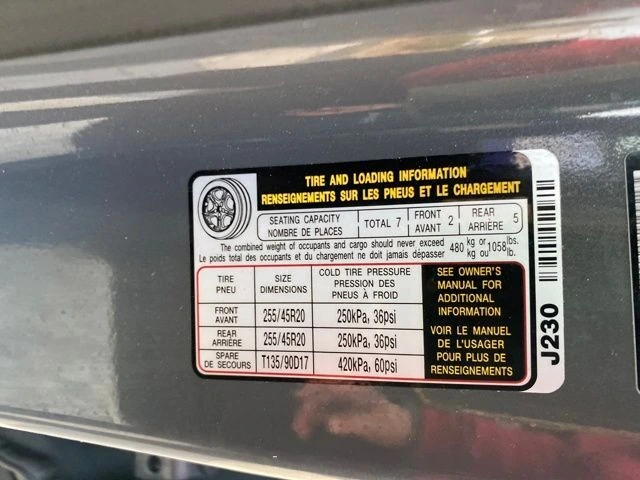 TIRE AND LOADING INFORMATION
RENSEIGNEMENTS SUR LES PNEUS ET LE CHARGEMENT
SEATING CAPACITY
NOMBRE DE PLACES
TOTAL 7
FRONT
AVANT 2
REAR
ARRIÈRE 5
The combined weight of occupants and cargo should never exceed
Le poids total des occupants et du chargement ne doit jamais dépasser
480 kg or 1058 lbs.
kg ou lb.
TIRE
PNEU
SIZE
DIMENSIONS
COLD TIRE PRESSURE
PRESSION DES
PNEUS À FROID
FRONT
AVANT
255/45R20
250kPa, 36psi
REAR
ARRIÈRE
255/45R20
250kPa, 36psi
SPARE
DE SECOURS
T135/90D17
420kPa, 60psi
SEE OWNER'S
MANUAL FOR
ADDITIONAL
INFORMATION
VOIR LE MANUEL
DE L'USAGER
POUR PLUS DE
RENSEIGNEMENTS
J230